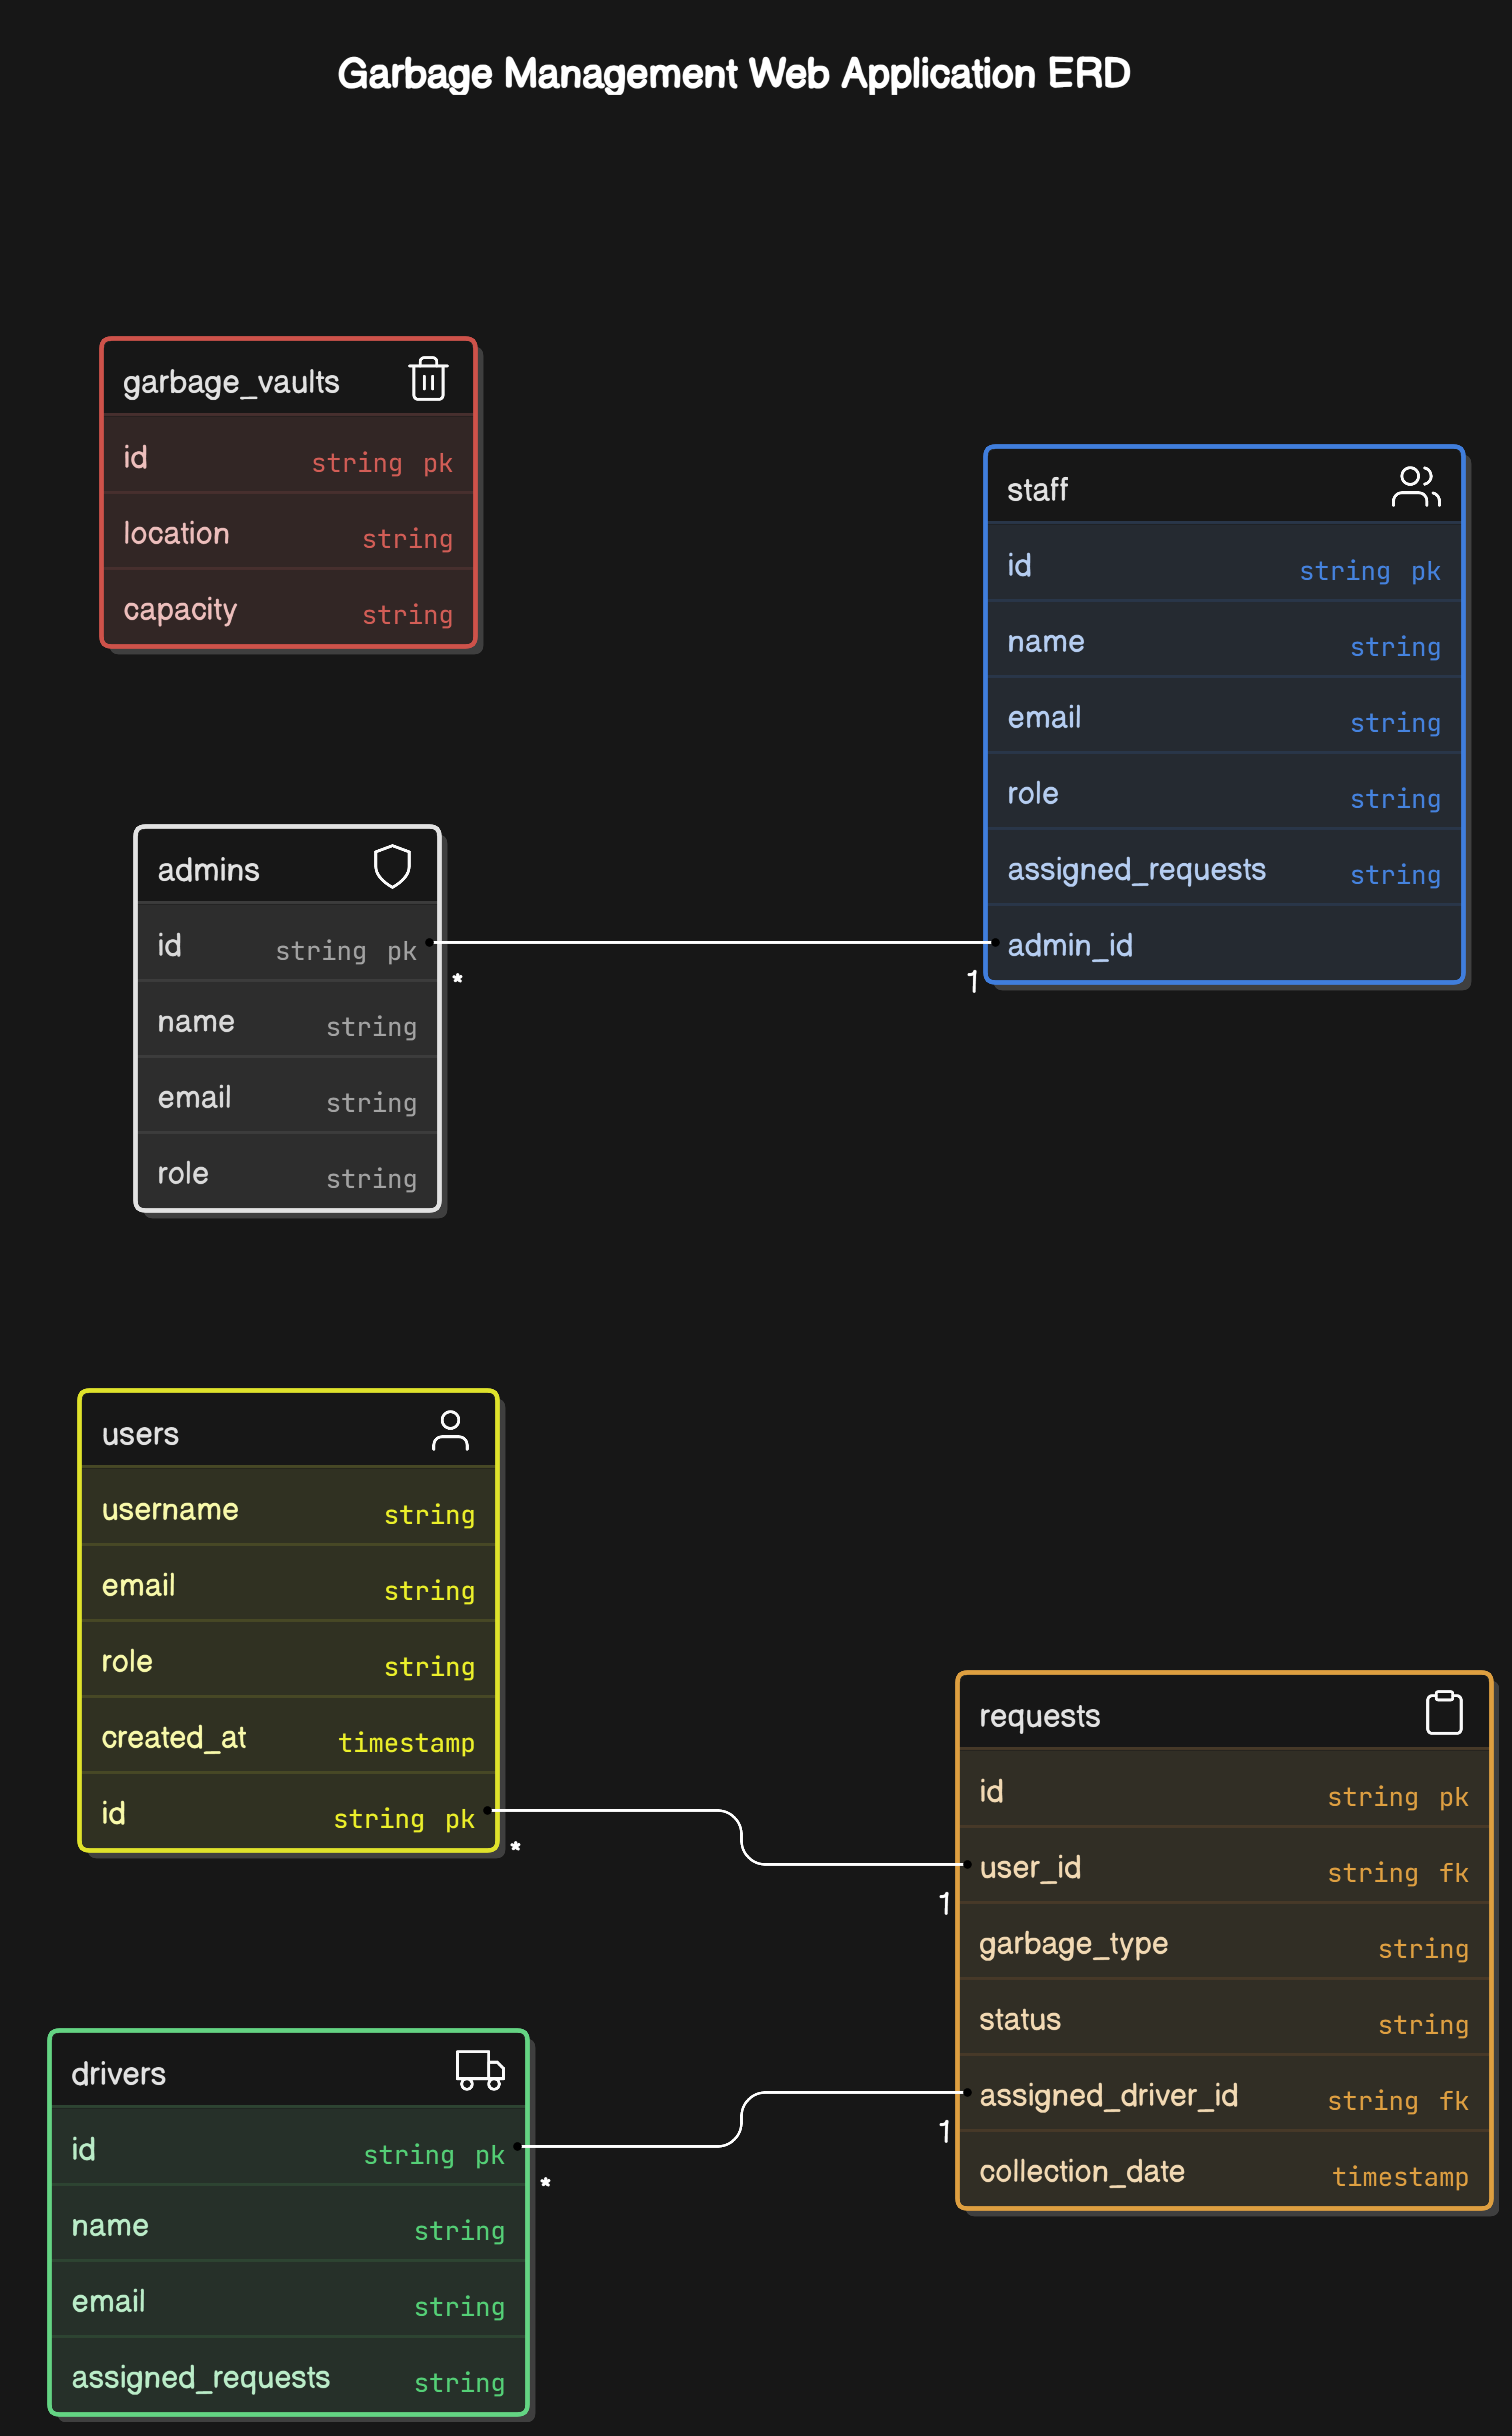 Garbage Management Web Application ERD
garbage_vaults
id string pk
location string
capacity string
staff
id string pk
name string
email string
role string
assigned_requests string
admin_id
admins
id string pk
name string
email string
role string
* 1
users
username string
email string
role string
created_at timestamp
id string pk
*
requests
id string pk
user_id string fk
garbage_type string
status string
assigned_driver_id string fk
collection_date timestamp
1
1
drivers
id string pk
name string
email string
assigned_requests string
*